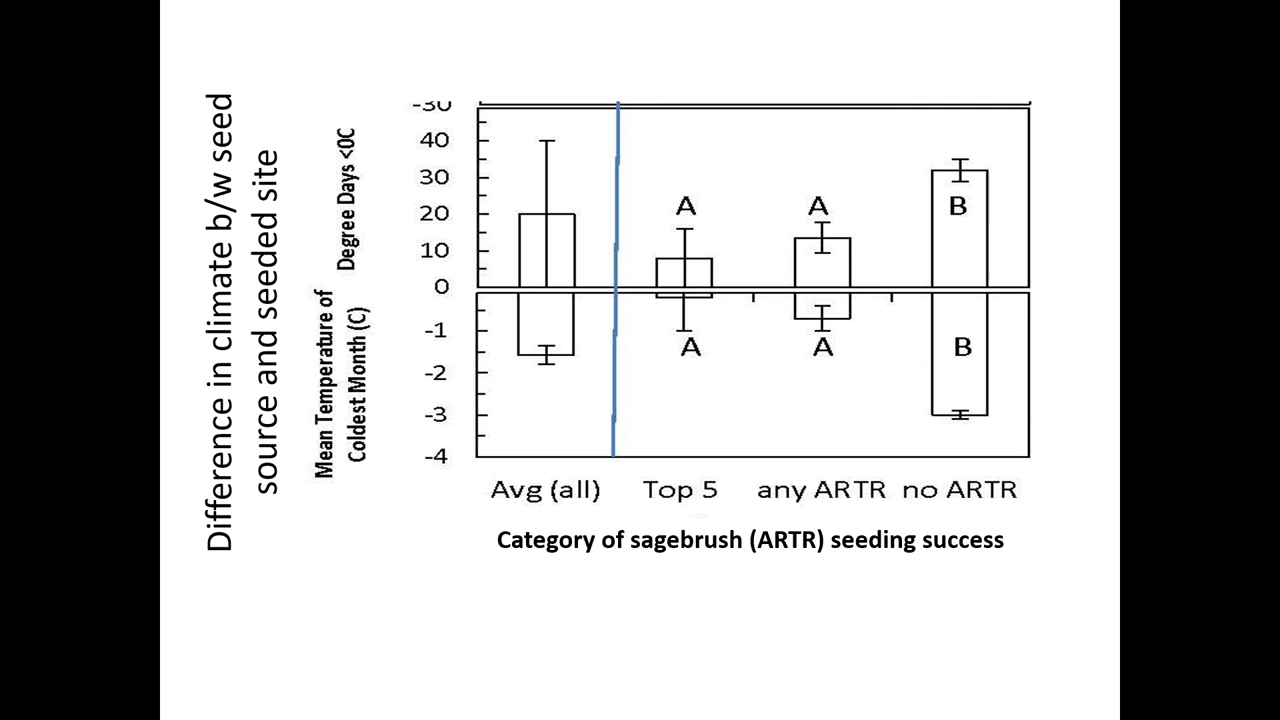 Difference in climate b/w seed
source and seeded site
Degree Days <0C
Mean Temperature of
Coldest Month (C)
-30
40
30
20
10
0
-1
-2
-3
-4
A
A
B
A
A
B
Avg (all)
Top 5
any ARTR
no ARTR
Category of sagebrush (ARTR) seeding success